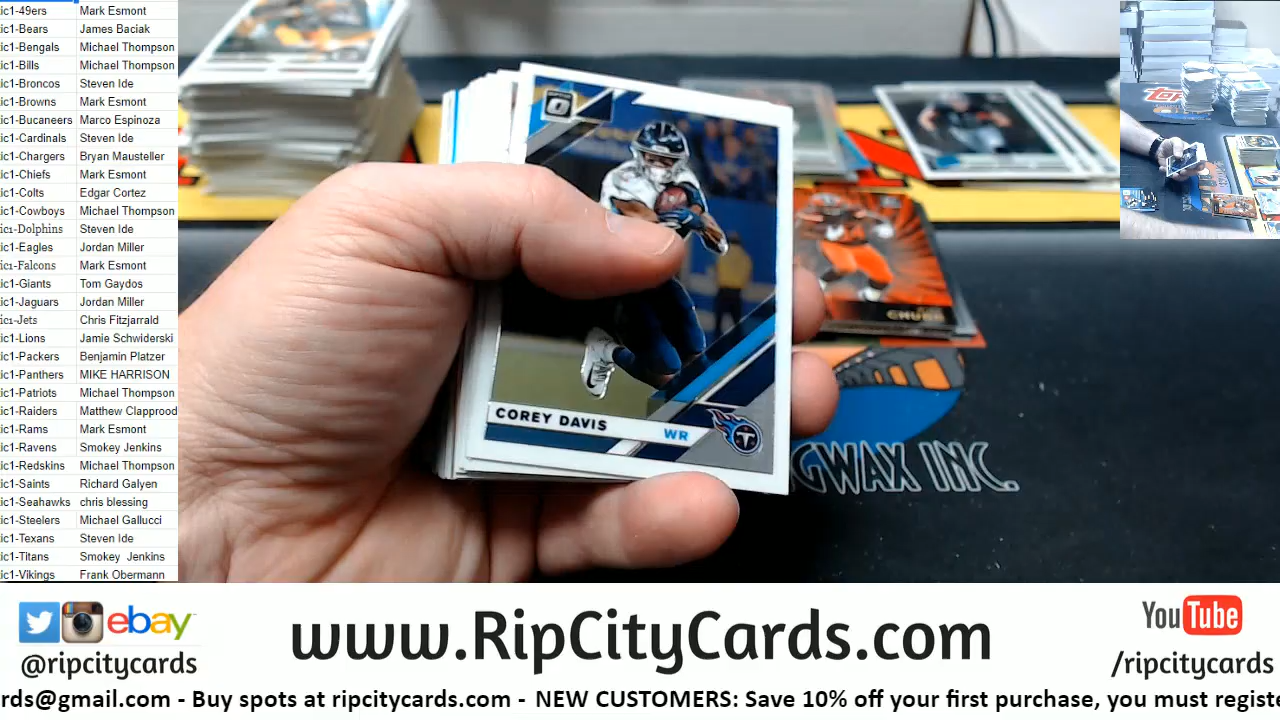 ic1-49ers Mark Esmont
ic1-Bears James Baciak
ic1-Bengals Michael Thompson
ic1-Bills Michael Thompson
ic1-Broncos Steven Ide
ic1-Browns Mark Esmont
ic1-Bucaneers Marco Espinoza
ic1-Cardinals Steven Ide
ic1-Chargers Bryan Mausteller
ic1-Chiefs Mark Esmont
ic1-Colts Edgar Cortez
ic1-Cowboys Michael Thompson
ic1-Dolphins Steven Ide
ic1-Eagles Jordan Miller
ic1-Falcons Mark Esmont
ic1-Giants Tom Gaydos
ic1-Jaguars Jordan Miller
ic1-Jets Chris Fitzjarrald
ic1-Lions Jamie Schwiderski
ic1-Packers Benjamin Platzer
ic1-Panthers MIKE HARRISON
ic1-Patriots Michael Thompson
ic1-Raiders Matthew Clapprood
ic1-Rams Mark Esmont
ic1-Ravens Smokey Jenkins
ic1-Redskins Michael Thompson
ic1-Saints Richard Galyen
ic1-Seahawks chris blessing
ic1-Steelers Michael Gallucci
ic1-Texans Steven Ide
ic1-Titans Smokey Jenkins
ic1-Vikings Frank Obermann
COREY DAVIS
WR
T
CHUBB
GWAX INC.
ebay
@ripcitycards
www.RipCityCards.com
YouTube
/ripcitycards
rds@gmail.com - Buy spots at ripcitycards.com - NEW CUSTOMERS: Save 10% off your first purchase, you must registe